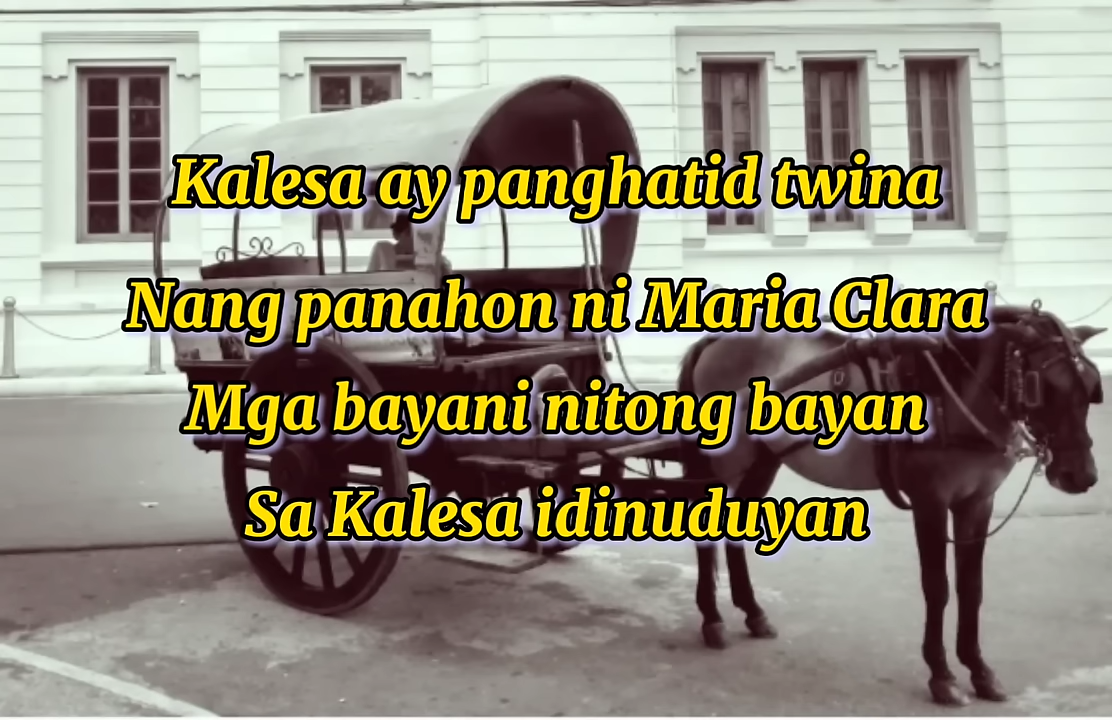 Kalesa ay panghatid twina
Nang panahon ni Maria Clara
Mga bayani nitong bayan
Sa Kalesa idinuduyan